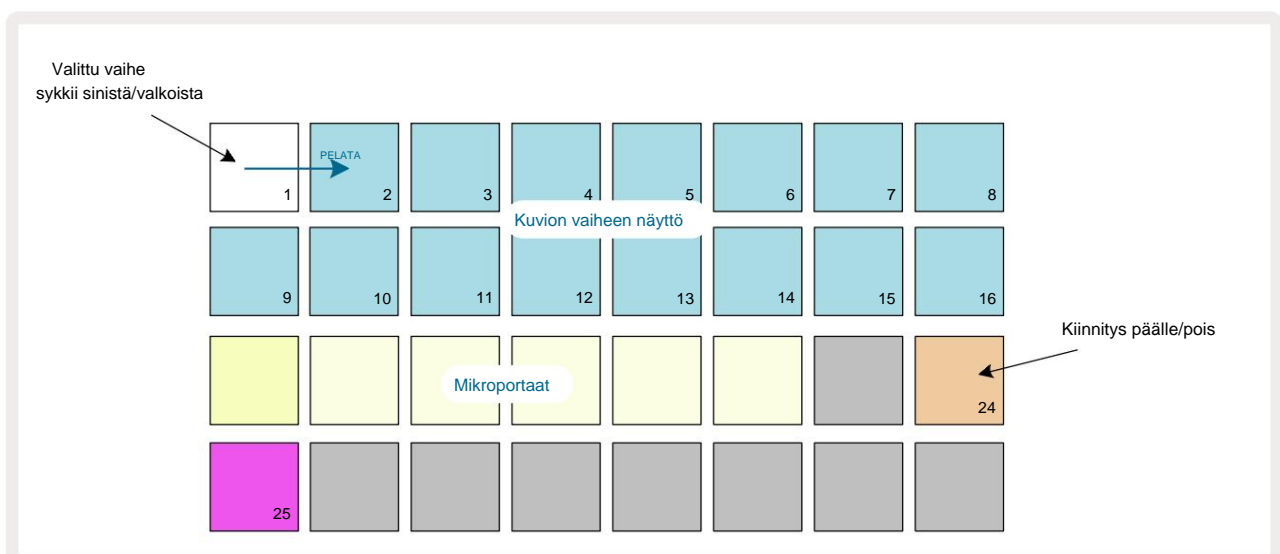 Valittu vaihe
sykkii sinistä/valkoista
PELATA
1 2 3 4 5 6 7 8
Kuvion vaiheen näyttö
9 10 11 12 13 14 15 16
Kiinnitys päälle/pois
Mikroportaat
24
25